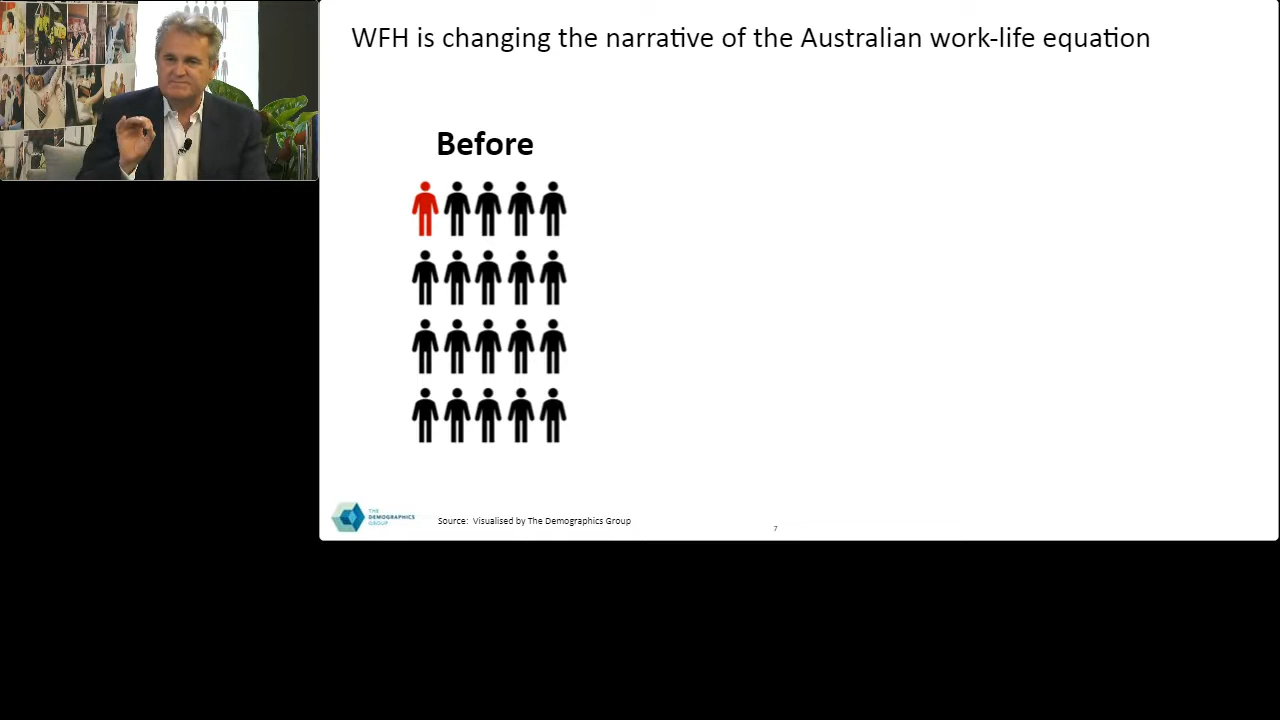 WFH is changing the narrative of the Australian work-life equation
Before
THE
DEMOGRAPHICS
GROUP
Source: Visualised by The Demographics Group
7